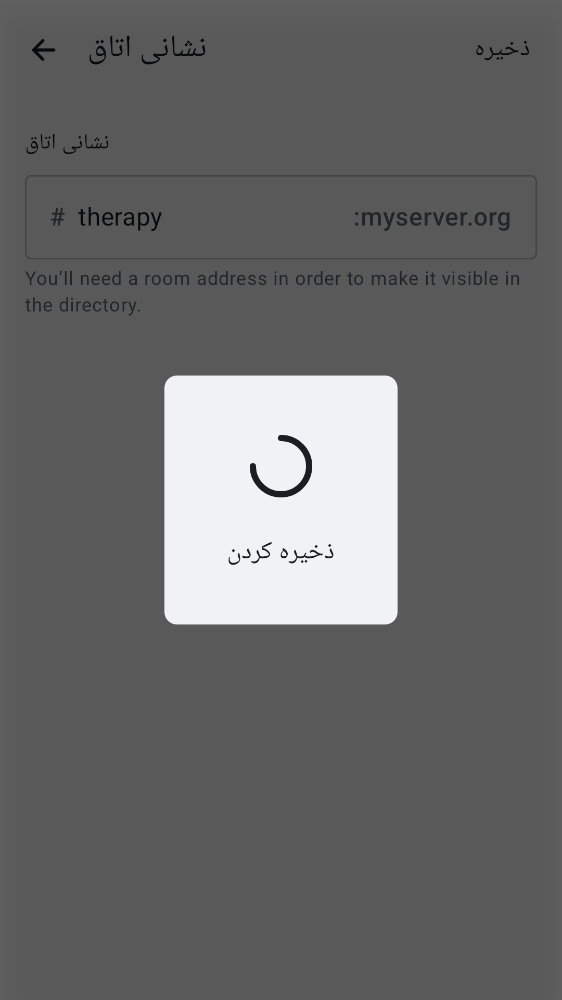 نشانی اتاق
ذخیره
نشانی اتاق
# therapy :myserver.org
You’ll need a room address in order to make it visible in
the directory.
ذخیره کردن